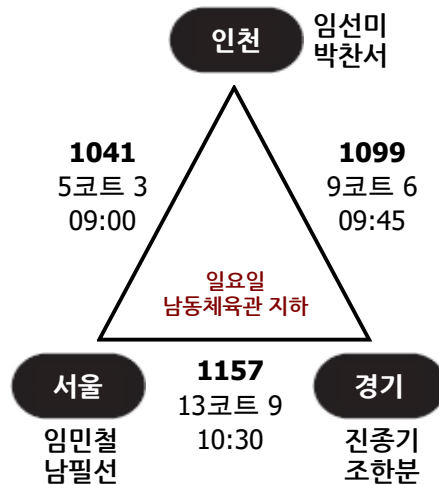 인천
임선미
박찬서
1041
5코트 3
09:00
1099
9코트 6
09:45
일요일
남동체육관 지하
서울
임민철
남필선
1157
13코트 9
10:30
경기
진종기
조한분